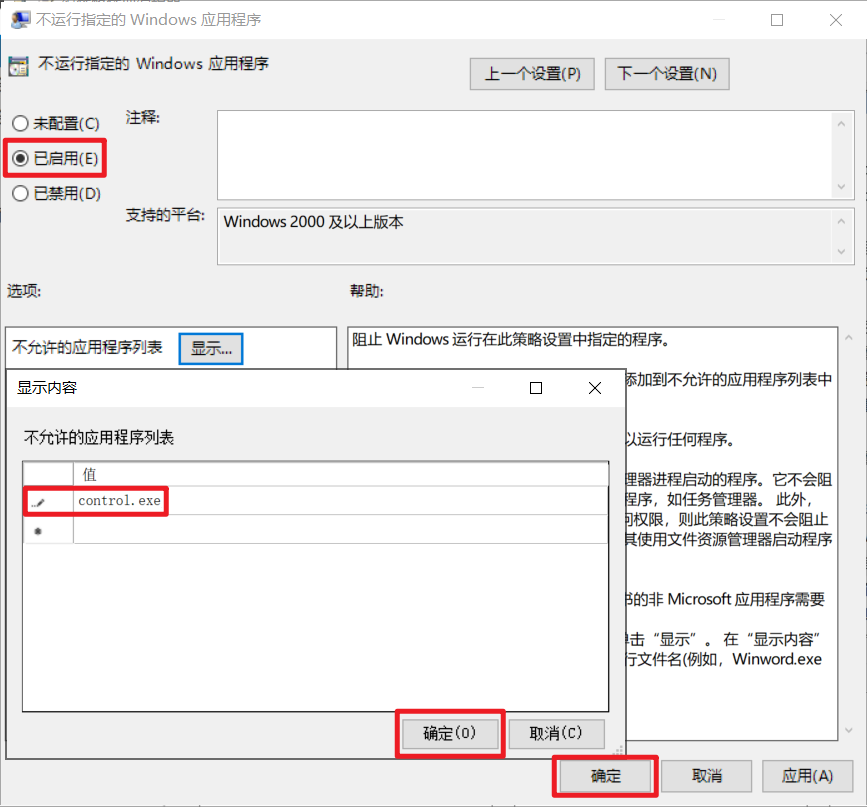 不运行指定的 Windows 应用程序
不运行指定的 Windows 应用程序
上一个设置(P)
下一个设置(N)
未配置(C)
注释:
已启用(E)
已禁用(D)
支持的平台:
Windows 2000 及以上版本
选项:
帮助:
不允许的应用程序列表
显示...
阻止 Windows 运行在此策略设置中指定的程序。
添加到不允许的应用程序列表中
以运行任何程序。
理器进程启动的程序。它不会阻
程序，如任务管理器。 此外，
问权限，则此策略设置不会阻止
其使用文件资源管理器启动程序
书的非 Microsoft 应用程序需要
单击“显示”。 在“显示内容”
行文件名(例如，Winword.exe
显示内容
不允许的应用程序列表
值
control.exe
确定(O)
取消(C)
确定
取消
应用(A)